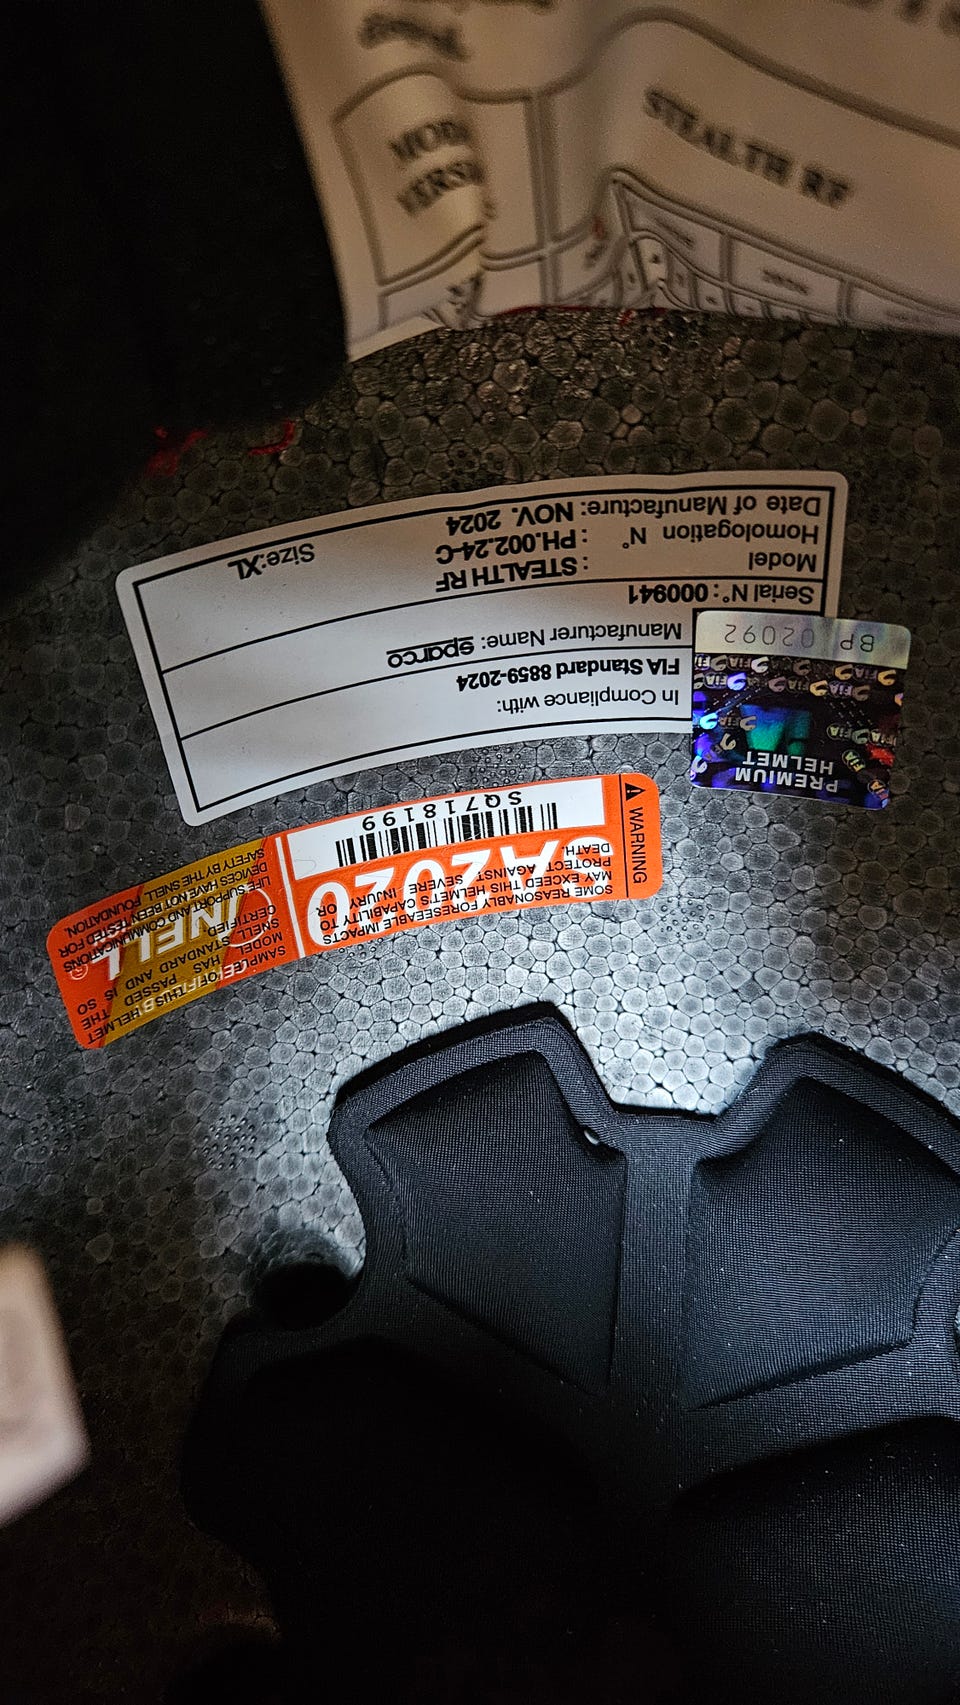 STEALTH RF
WARNING
SOME REASONABLY FORESEEABLE IMPACTS
MAY EXCEED THIS HELMET'S CAPABILITY TO
PROTECT AGAINST SEVERE INJURY OR
DEATH.
A2020
SQ718199
SAMPLE OF THIS HELMET
MODEL HAS PASSED THE
SNELL STANDARD AND IS SO
CERTIFIED
LIFE SUPPORT AND COMMUNICATIONS
DEVICES HAVE NOT BEEN TESTED FOR
SAFETY BY THE SNELL FOUNDATION.
PREMIUM
HELMET
FIA
BP 02092
In Compliance with:
FIA Standard 8859-2024
Manufacturer Name: sparco
Serial N°: 000941
Model : STEALTH RF
Homologation N° : PH.002.24-C Size:XL
Date of Manufacture: NOV. 2024